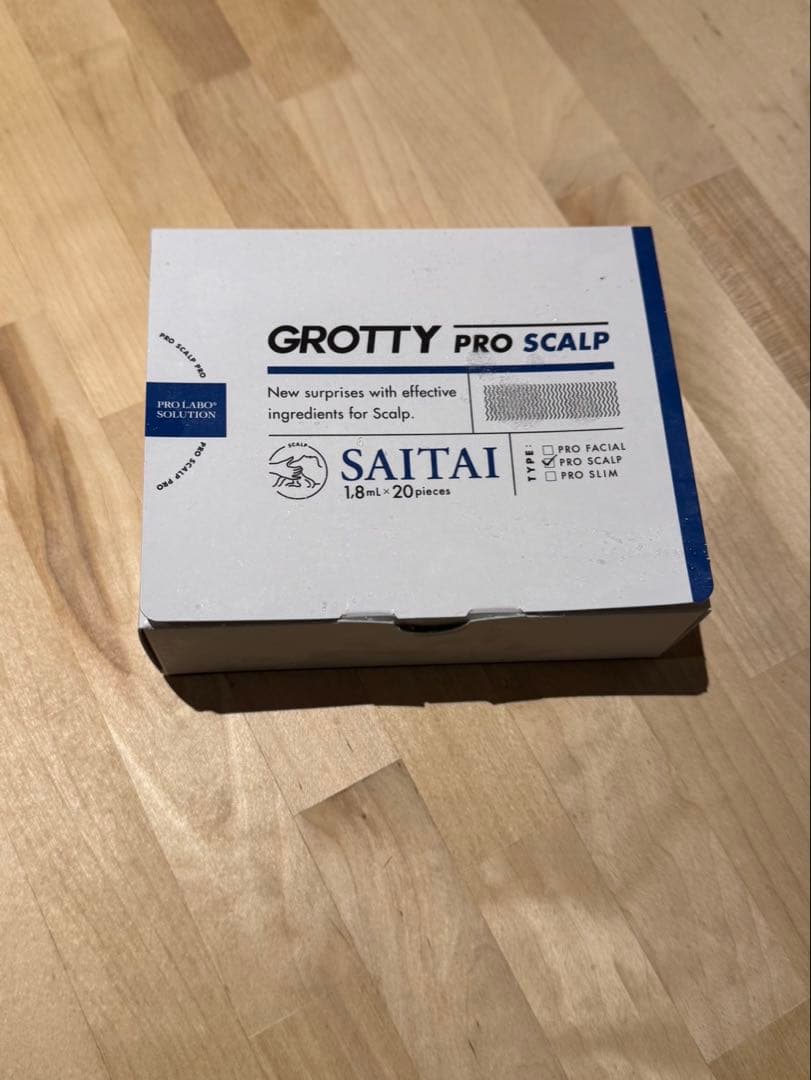 GROTTY PRO SCALP
PRO SCALP PRO
PRO LABO®
SOLUTION
PRO SCALP PRO
New surprises with effective
ingredients for Scalp.
SCALP
SAITAI
1,8mL×20pieces
TYPE:
PRO FACIAL
PRO SCALP
PRO SLIM